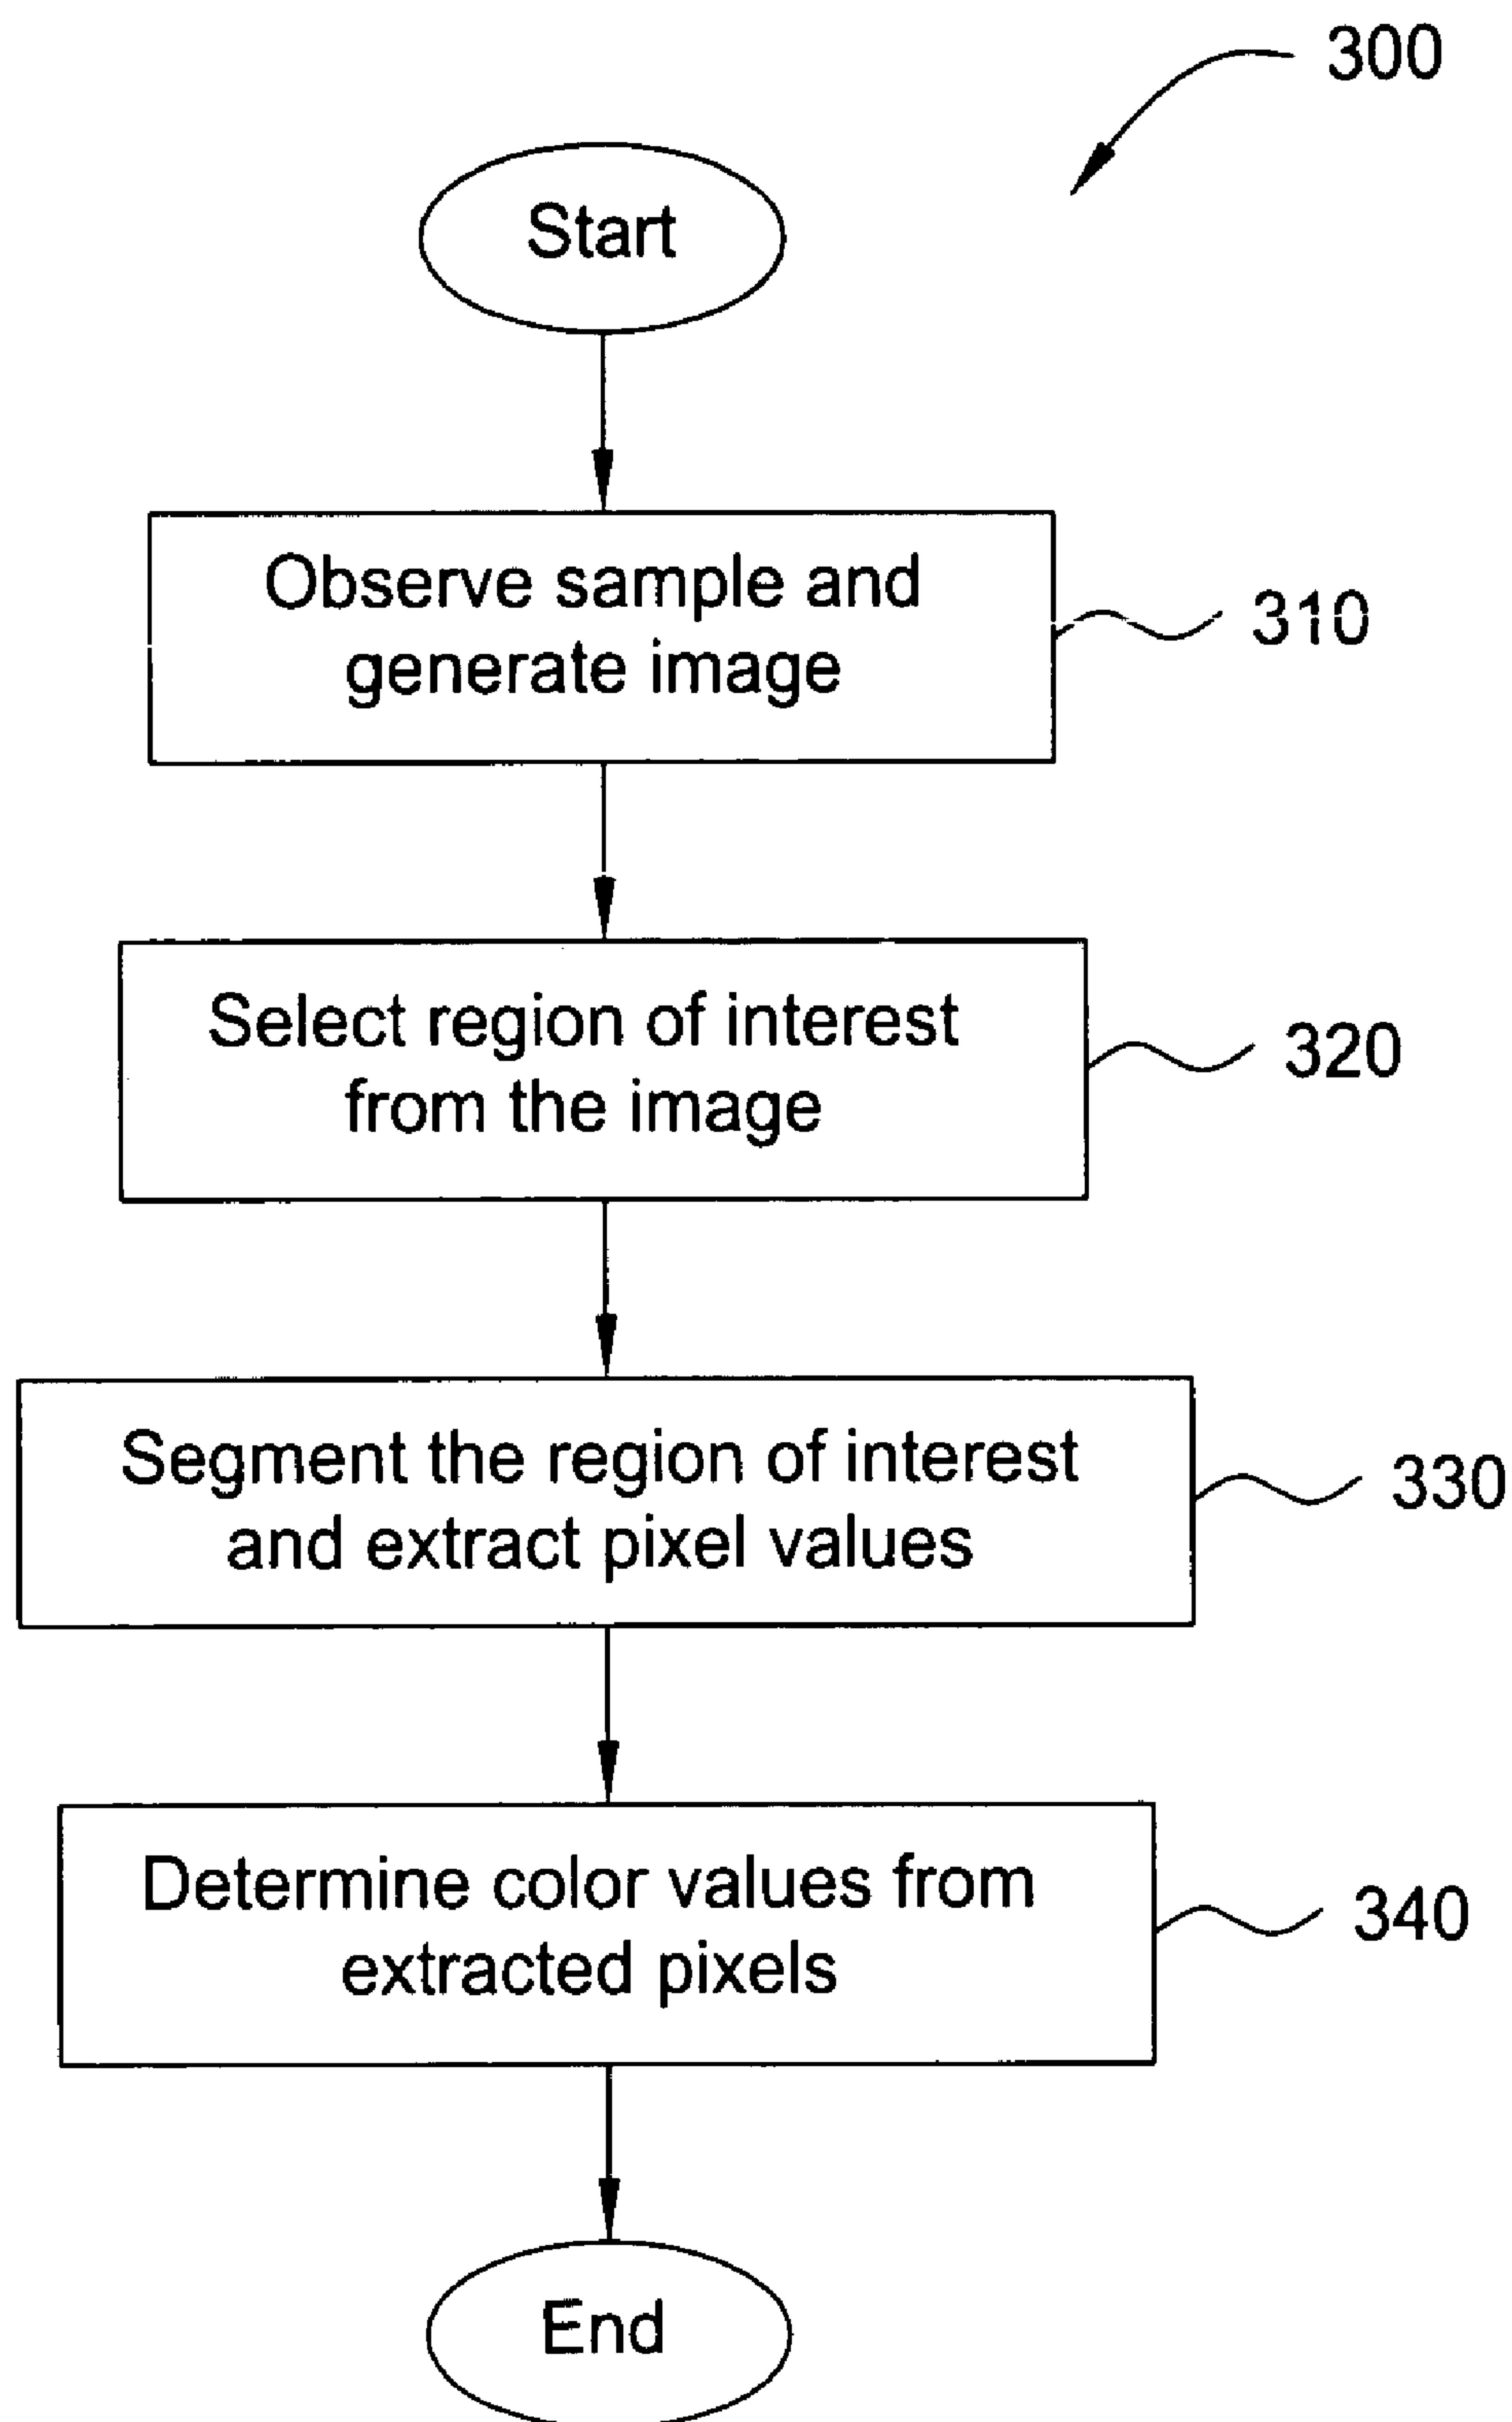 300
Start
Observe sample and
generate image
310
Select region of interest
from the image
320
Segment the region of interest
and extract pixel values
330
Determine color values from
extracted pixels
340
End